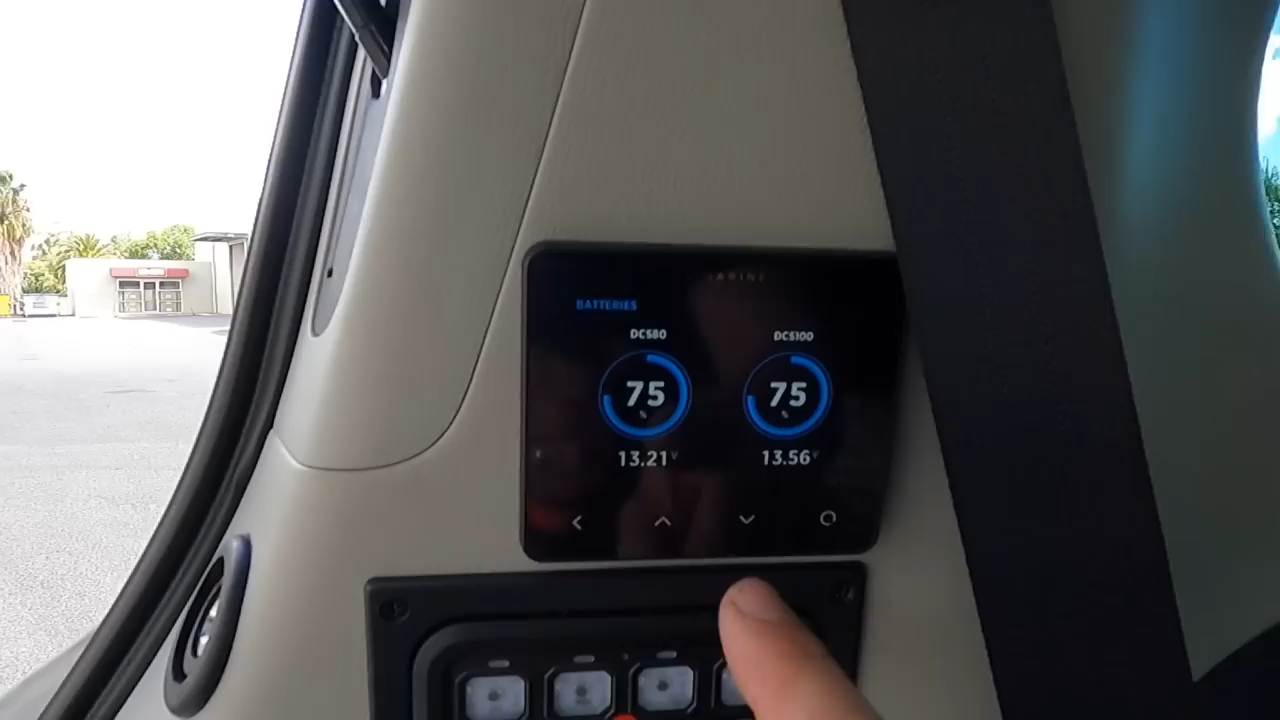 BATTERIES
DCS80 DCS100
75 75
% %
13.21V 13.56V